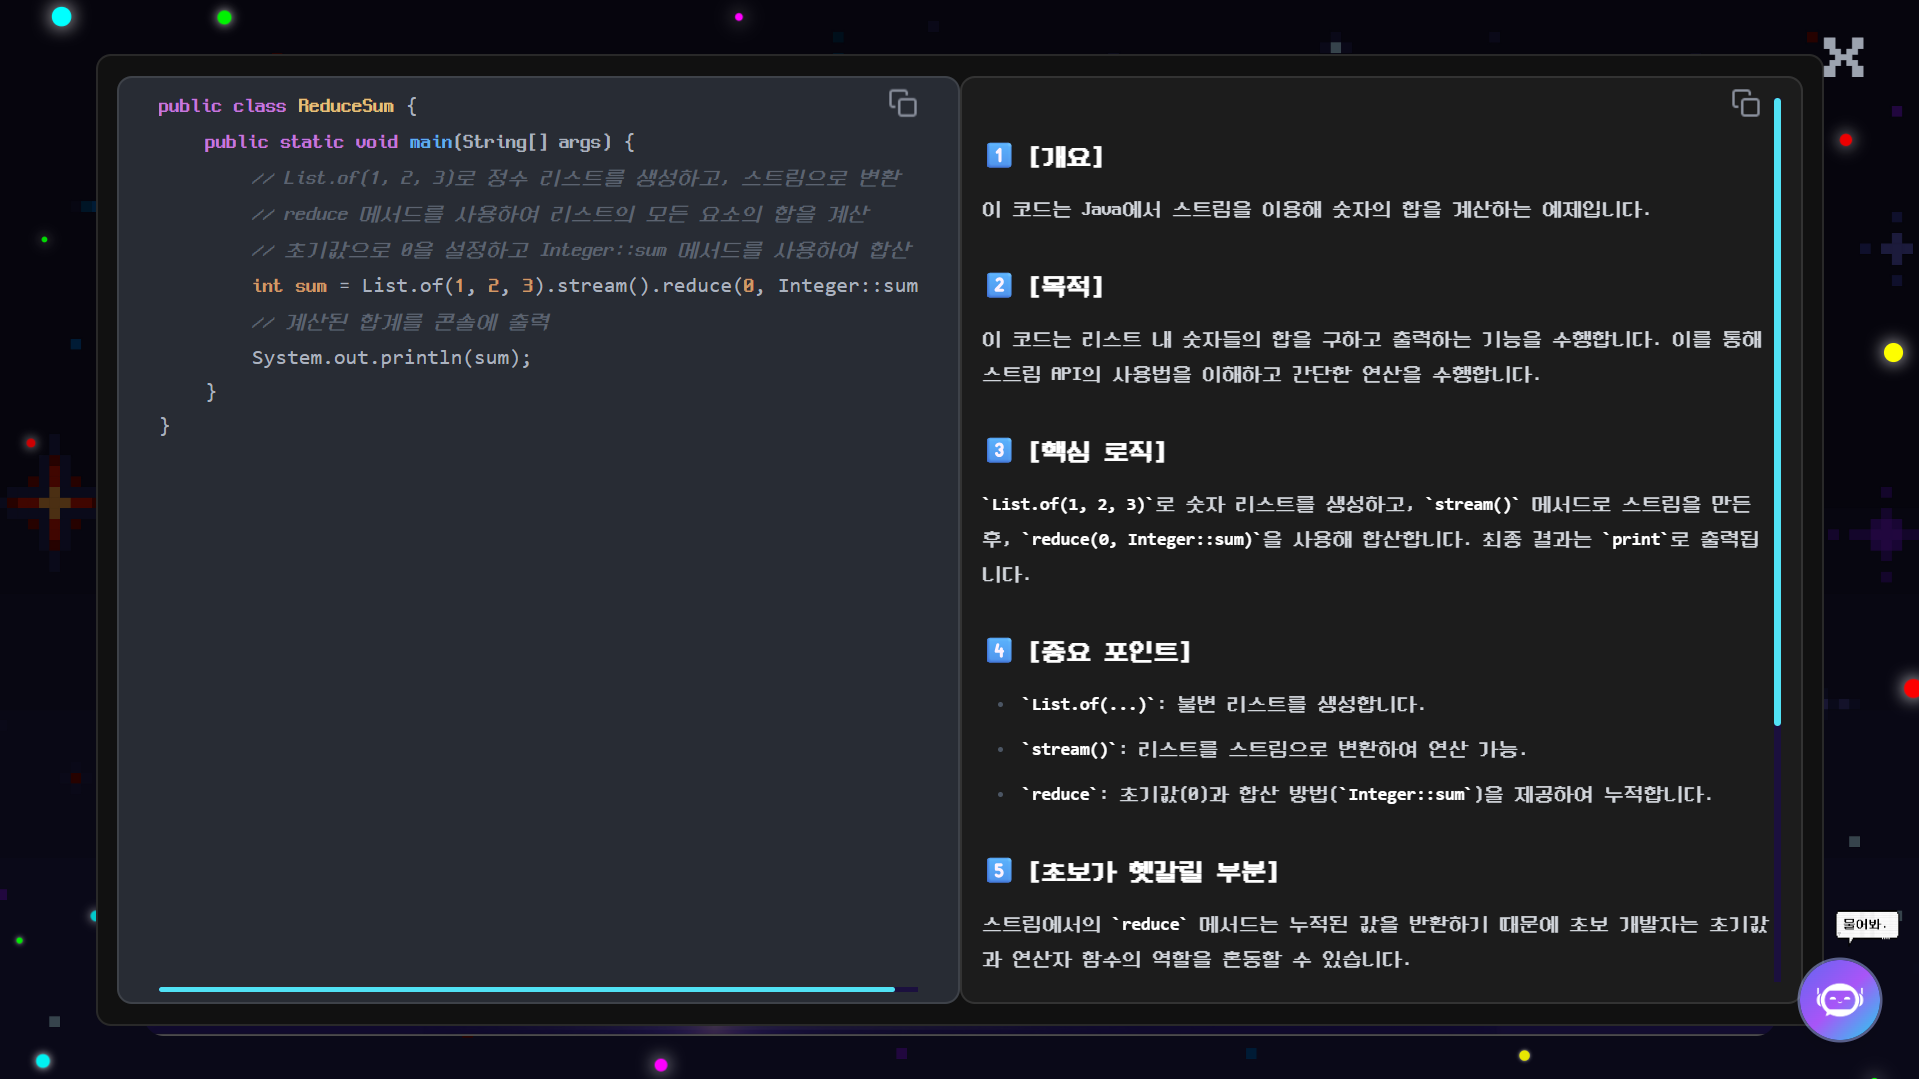 public class ReduceSum {
public static void main(String[] args) {
// List.of(1, 2, 3)로 정수 리스트를 생성하고, 스트림으로 변환
// reduce 메서드를 사용하여 리스트의 모든 요소의 합을 계산
// 초기값으로 0을 설정하고 Integer::sum 메서드를 사용하여 합산
int sum = List.of(1, 2, 3).stream().reduce(0, Integer::sum
// 계산된 합계를 콘솔에 출력
System.out.println(sum);
}
}
1 [개요]
이 코드는 Java에서 스트림을 이용해 숫자의 합을 계산하는 예제입니다.
2 [목적]
이 코드는 리스트 내 숫자들의 합을 구하고 출력하는 기능을 수행합니다. 이를 통해
스트림 API의 사용법을 이해하고 간단한 연산을 수행합니다.
3 [핵심 로직]
`List.of(1, 2, 3)`로 숫자 리스트를 생성하고, `stream()` 메서드로 스트림을 만든
후, `reduce(0, Integer::sum)`을 사용해 합산합니다. 최종 결과는 `print`로 출력됩
니다.
4 [중요 포인트]
• `List.of(...)`: 불변 리스트를 생성합니다.
• `stream()`: 리스트를 스트림으로 변환하여 연산 가능.
• `reduce`: 초기값(0)과 합산 방법(`Integer::sum`)을 제공하여 누적합니다.
5 [초보가 헷갈릴 부분]
스트림에서의 `reduce` 메서드는 누적된 값을 반환하기 때문에 초보 개발자는 초기값
과 연산자 함수의 역할을 혼동할 수 있습니다.
물어봐.